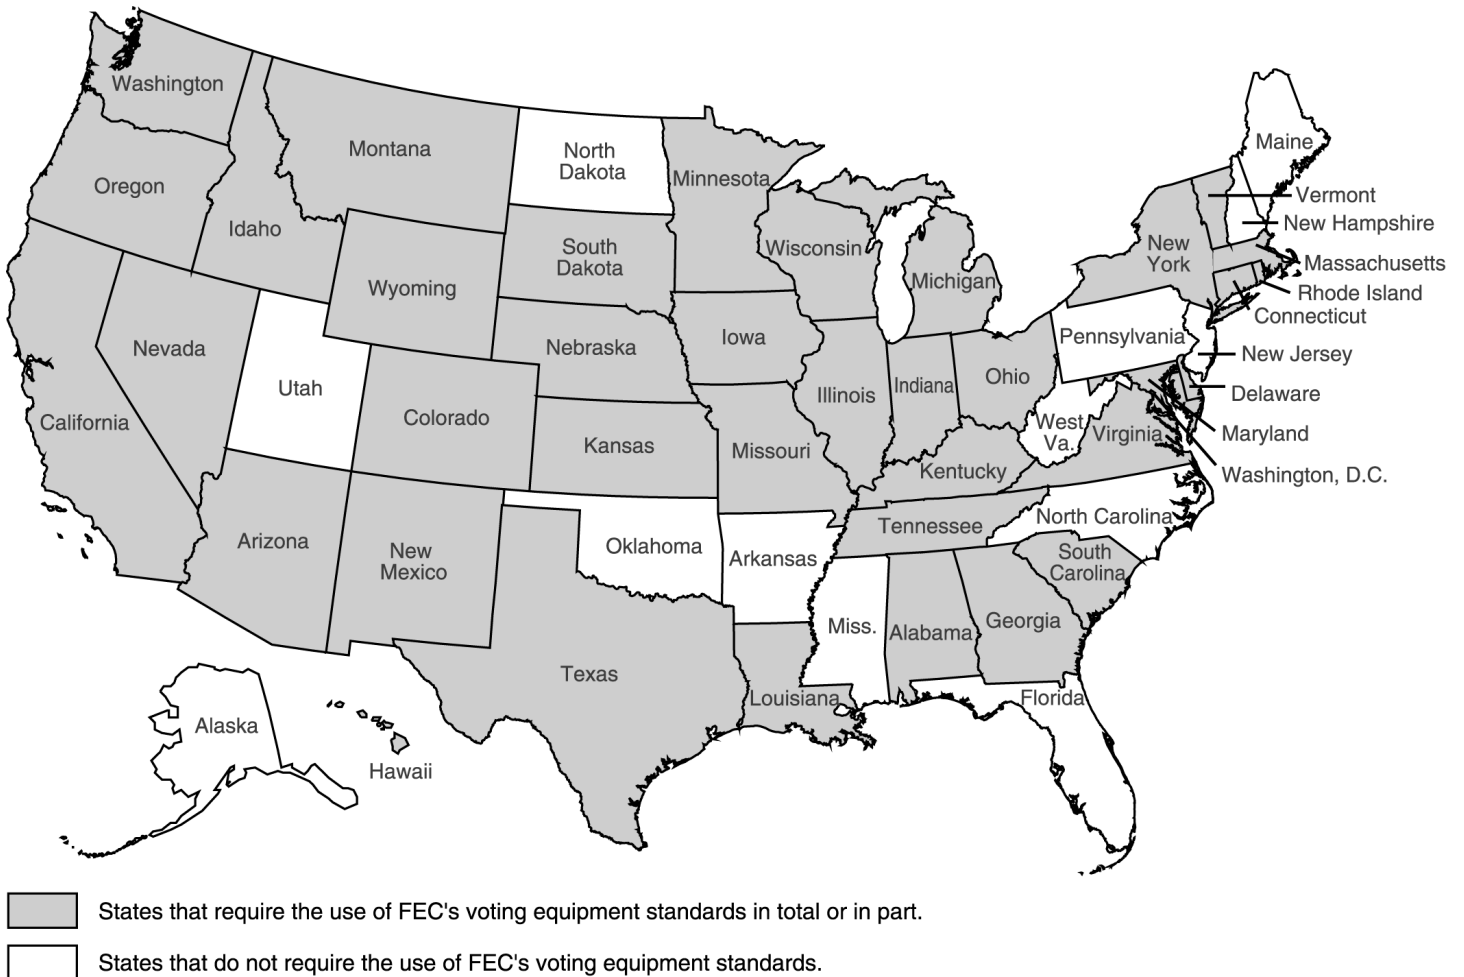 Washington
Oregon
Idaho
Montana
North
Dakota
Minnesota
Maine
Vermont
New Hampshire
Massachusetts
Rhode Island
Connecticut
New Jersey
Delaware
Maryland
Washington, D.C.
New
York
Wisconsin
Michigan
South
Dakota
Wyoming
Nevada
California
Utah
Colorado
Nebraska
Iowa
Illinois
Indiana
Ohio
Pennsylvania
West
Va.
Virginia
Kentucky
Missouri
Kansas
Arizona
New
Mexico
Oklahoma
Arkansas
Tennessee
North Carolina
South
Carolina
Georgia
Alabama
Miss.
Louisiana
Texas
Florida
Alaska
Hawaii
States that require the use of FEC's voting equipment standards in total or in part.
States that do not require the use of FEC's voting equipment standards.